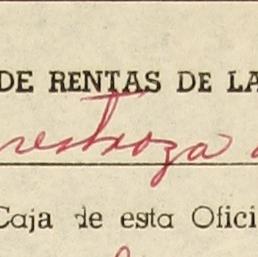 DE RENTAS DE LA
restroza
Caja de esta Ofici